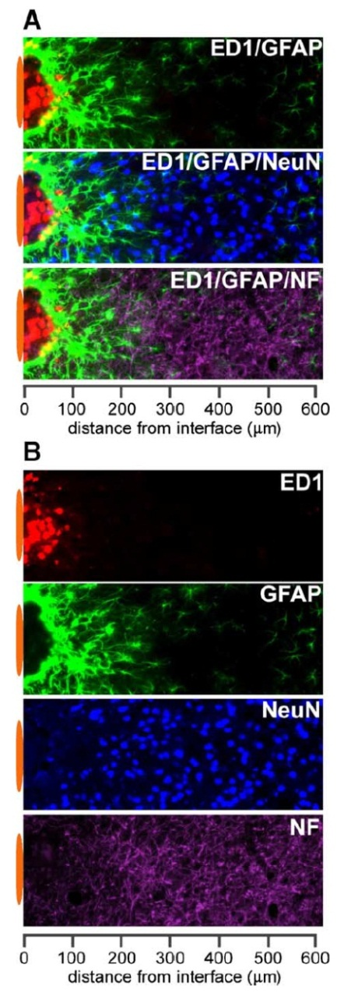 A
ED1/GFAP
ED1/GFAP/NeuN
ED1/GFAP/NF
0 100 200 300 400 500 600
distance from interface (μm)
B
ED1
GFAP
NeuN
NF
0 100 200 300 400 500 600
distance from interface (μm)